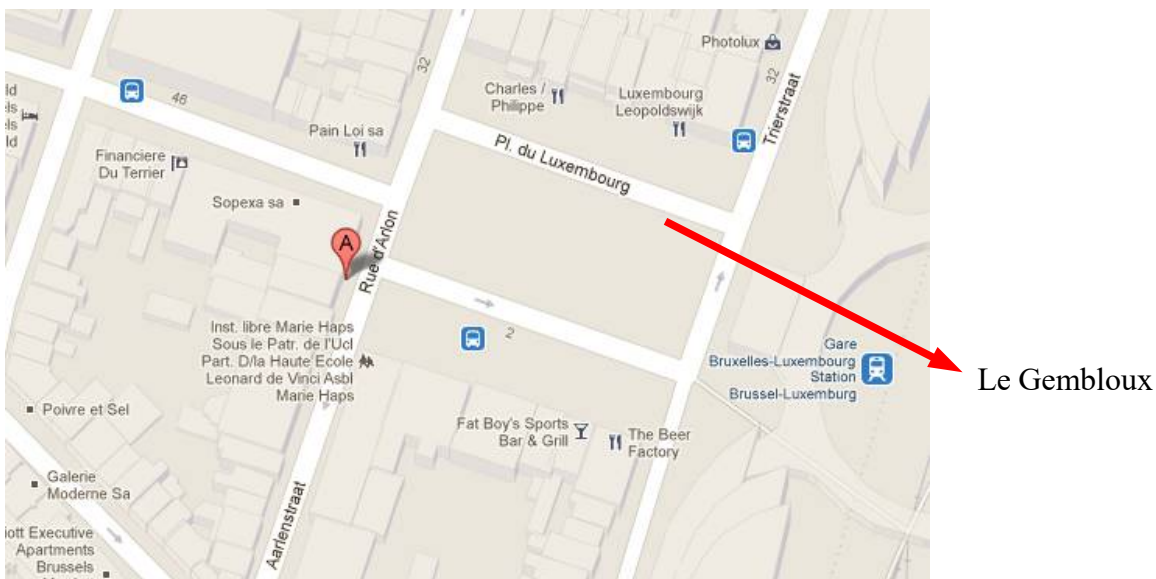 Photolux
32
32
Trierstraat
Charles /
Philippe
Luxembourg
Leopoldswijk
46
Pain Loi sa
Pl. du Luxembourg
Financiere
Du Terrier
Sopexa sa
A
Rue d'Arlon
Inst. libre Marie Haps
Sous le Patr. de l'Ucl
Part. D/la Haute Ecole
Leonard de Vinci Asbl
Marie Haps
2
Gare
Bruxelles-Luxembourg
Station
Brussel-Luxemburg
Le Gembloux
Poivre et Sel
Fat Boy's Sports
Bar & Grill
The Beer
Factory
Galerie
Moderne Sa
Aarlenstraat
Executive
Apartments
Brussels